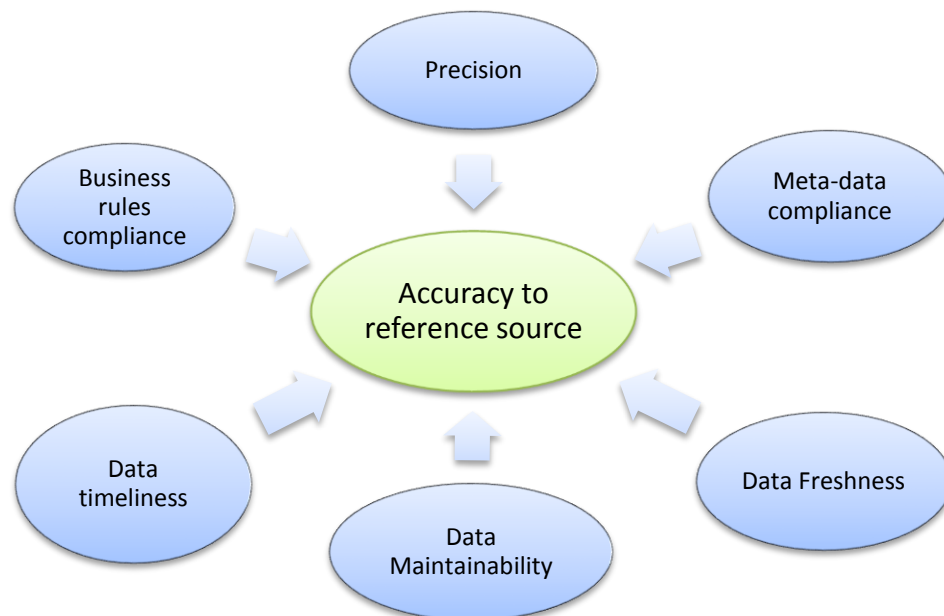 Precision
Business
rules
compliance
Meta-data
compliance
Accuracy to
reference source
Data
timeliness
Data Freshness
Data
Maintainability